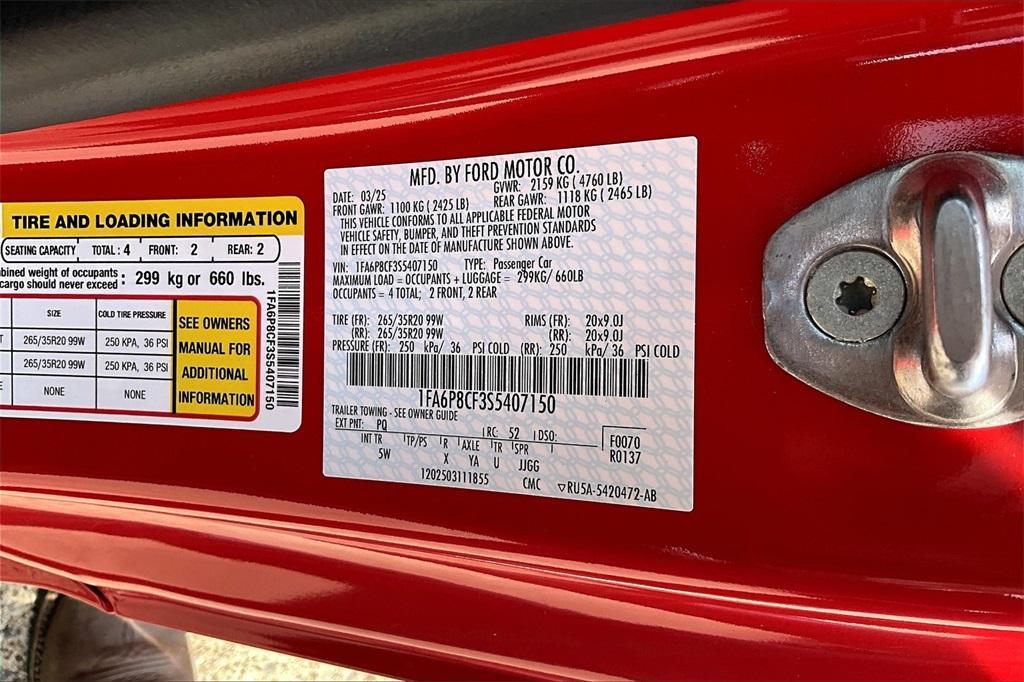 TIRE AND LOADING INFORMATION
SEATING CAPACITY TOTAL: 4 FRONT: 2 REAR: 2
bined weight of occupants : 299 kg or 660 lbs.
cargo should never exceed :
SIZE COLD TIRE PRESSURE
265/35R20 99W 250 KPA, 36 PSI
265/35R20 99W 250 KPA, 36 PSI
NONE NONE
SEE OWNERS
MANUAL FOR
ADDITIONAL
INFORMATION
1FA6P8CF3S5407150
MFD. BY FORD MOTOR CO.
DATE: 03/25 GVWR: 2159 KG ( 4760 LB)
FRONT GAWR: 1100 KG ( 2425 LB) REAR GAWR: 1118 KG ( 2465 LB)
THIS VEHICLE CONFORMS TO ALL APPLICABLE FEDERAL MOTOR
VEHICLE SAFETY, BUMPER, AND THEFT PREVENTION STANDARDS
IN EFFECT ON THE DATE OF MANUFACTURE SHOWN ABOVE.
VIN: 1FA6P8CF3S5407150 TYPE: Passenger Car
MAXIMUM LOAD = OCCUPANTS + LUGGAGE = 299KG/ 660LB
OCCUPANTS = 4 TOTAL; 2 FRONT, 2 REAR
TIRE (FR): 265/35R20 99W RIMS (FR): 20x9.0J
(RR): 265/35R20 99W (RR): 20x9.0J
PRESSURE (FR): 250 kPa/ 36 PSI COLD (RR): 250 kPa/ 36 PSI COLD
1FA6P8CF3S5407150
TRAILER TOWING - SEE OWNER GUIDE
EXT PNT: PQ RC: 52 DSO: F0070
INT TR TP/PS R AXLE TR SPR R0137
5W X YA U JJGG
1202503111855 CMC ▽RU5A-5420472-AB